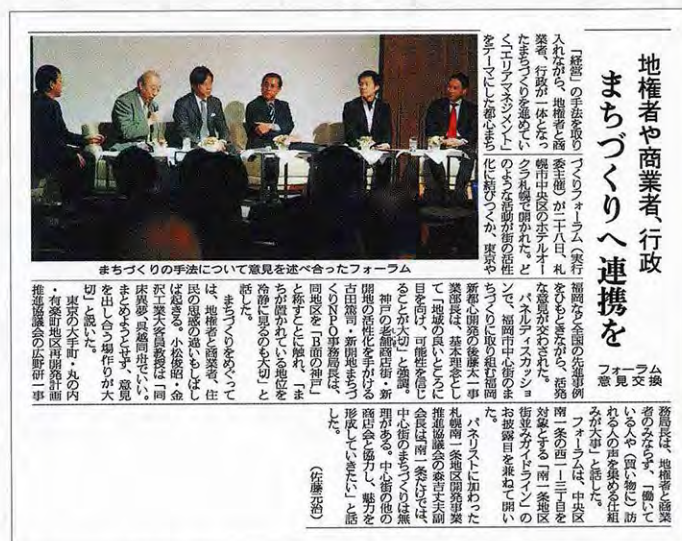 地権者や商業者、行政
まちづくりへ連携を
フォーラム
意見交換
「経営」の手法を取り
入れながら、地権者と商
業者、行政が一体となっ
たまちづくりを進めてい
く「エリアマネジメント」
をテーマにした都心まち
づくりフォーラム(実行
委主催)が二十八日、札
幌市中央区のホテルオー
クラ札幌で開かれた。ど
のような活動が街の活性
化に結びつくか、東京や
福岡など全国の先進事例
をひもときながら、活発
な意見が交わされた。
パネルディスカッショ
ンで、福岡市中心街のま
ちづくりに取り組む福岡
新都心開発の後藤太一事
業部長は、基本理念とし
て「地域の良いところに
目を向け、可能性を信じ
ることが大切」と強調。
神戸の老舗商店街・新
開地の活性化を手がける
古田篤司・新開地まちづ
くりNPO事務局長は、
同地区を「B面の神戸」
と称すことに触れ、「ま
ちが置かれている地位を
冷静に見るのも大切」と
話した。
まちづくりをめぐって
は、地権者と商業者、住
民の思惑の違いもしばし
ば起きる。小松俊昭・金
沢工業大客員教授は「同
床異夢・呉越同舟でいい。
まとめようとせず、意見
を出し合う場作りが大
切」と説いた。
東京の大手町・丸の内
・有楽町地区再開発計画
推進協議会の広野研一事
務局長は、地権者と商業
者のみならず、「働いて
いる人や(買い物に)訪
れる人の声を集める仕組
みが大事」と話した。
フォーラムは、中央区
南一条の西一―三丁目を
対象とする「南一条地区
街並みガイドライン」の
お披露目を兼ねて開い
た。
パネリストに加わった
札幌南一条地区開発事業
推進協議会の森吉丈夫副
会長は「南一条だけでは、
中心街のまちづくりは無
理がある。中心街の他の
商店会と協力し、魅力を
形成していきたい」と話
した。
(佐藤元治)
まちづくりの手法について意見を述べ合ったフォーラム